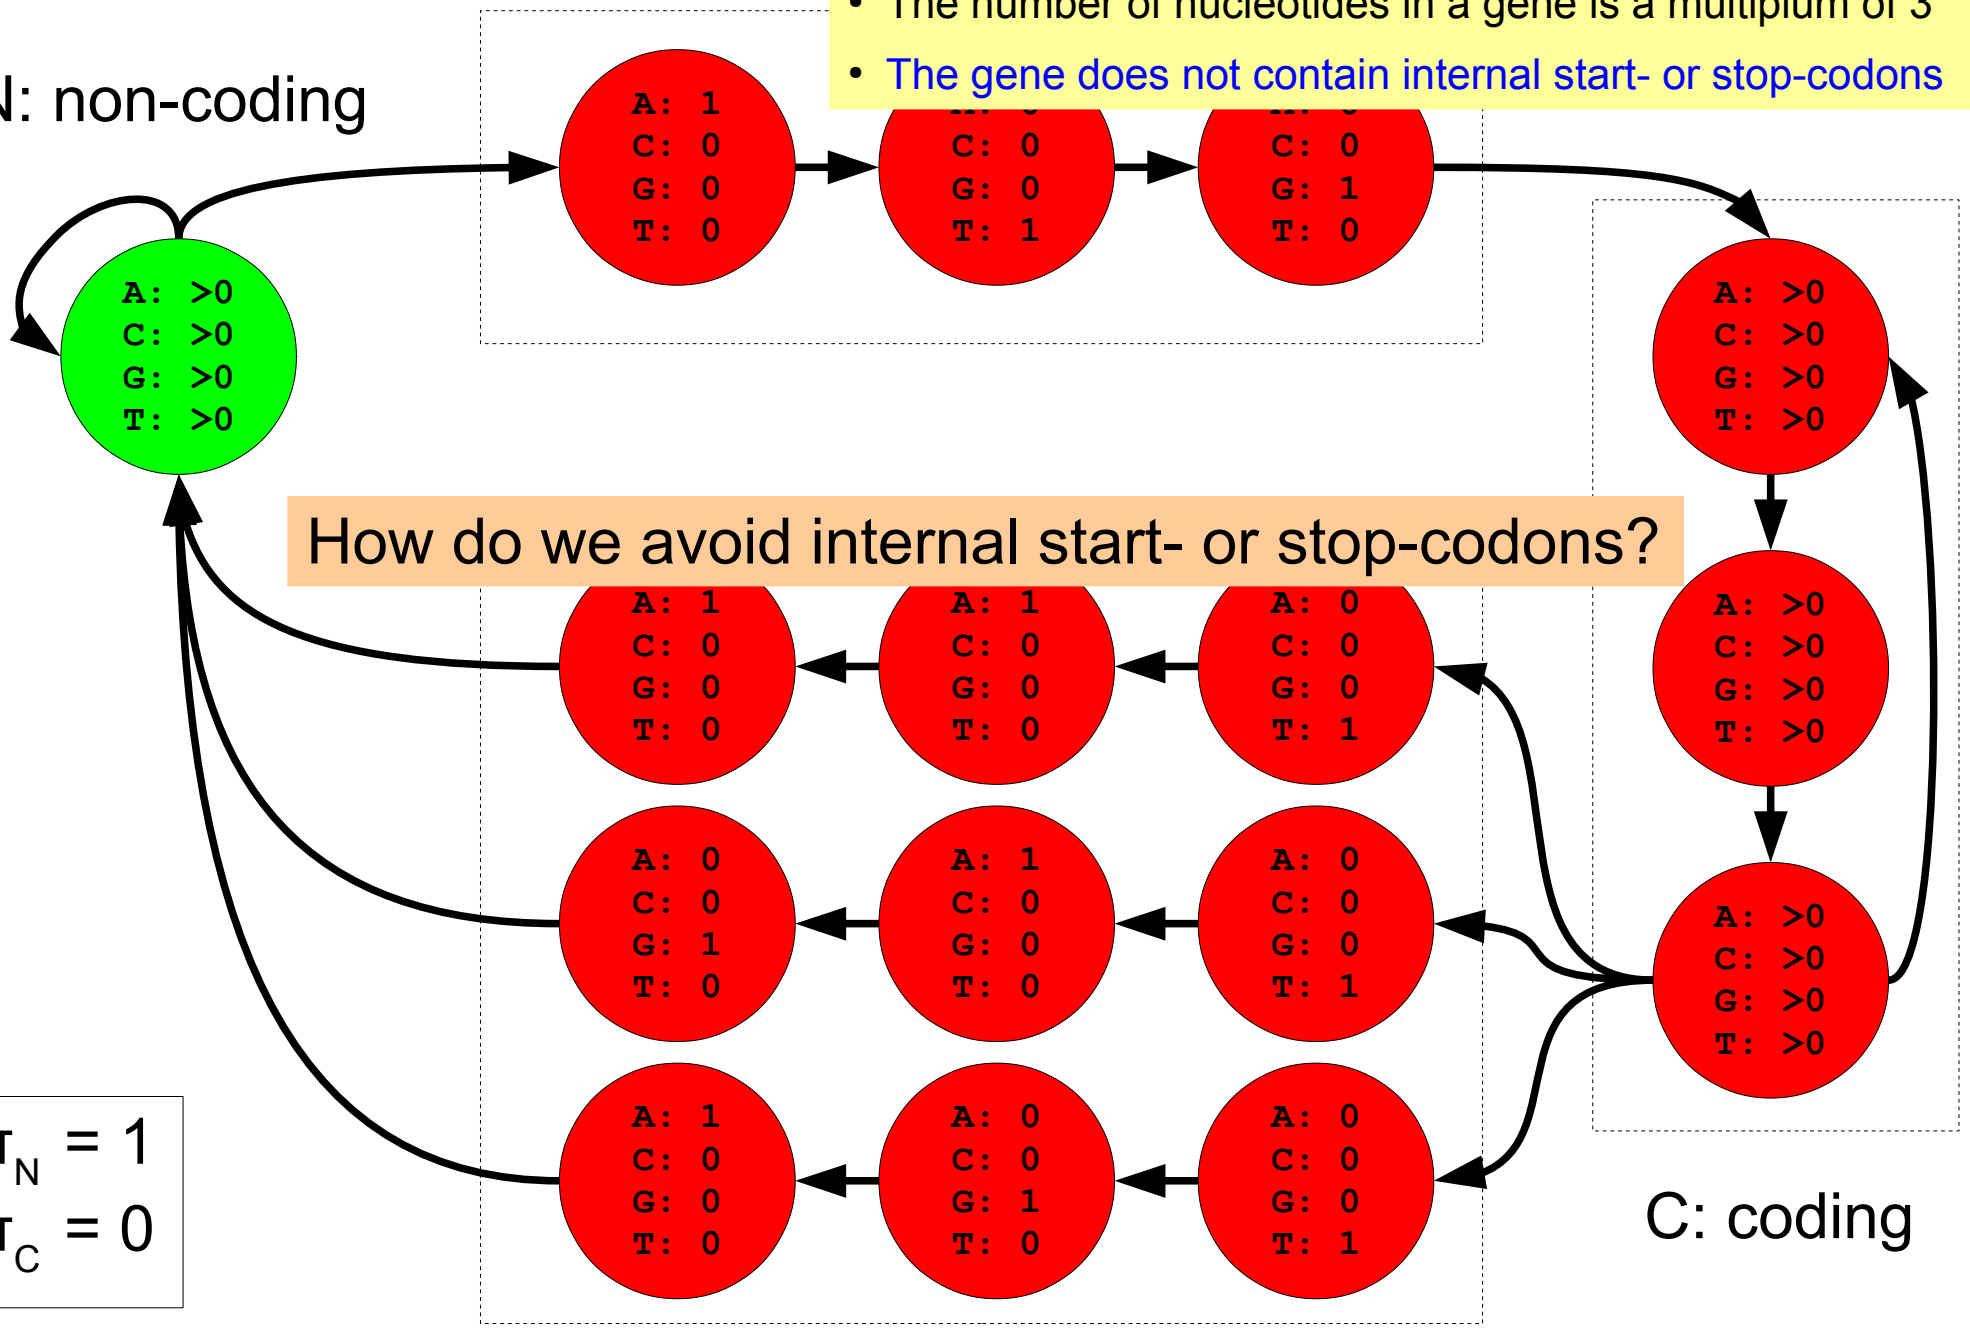 • The number of nucleotides in a gene is a multiplum of 3
• The gene does not contain internal start- or stop-codons
N: non-coding
A: 1
C: 0
G: 0
T: 0
C: 0
G: 0
T: 1
C: 0
G: 1
T: 0
A: >0
C: >0
G: >0
T: >0
A: >0
C: >0
G: >0
T: >0
How do we avoid internal start- or stop-codons?
A: 1
C: 0
G: 0
T: 0
A: 1
C: 0
G: 0
T: 0
A: 0
C: 0
G: 0
T: 1
A: >0
C: >0
G: >0
T: >0
A: 0
C: 0
G: 1
T: 0
A: 1
C: 0
G: 0
T: 0
A: 0
C: 0
G: 0
T: 1
A: >0
C: >0
G: >0
T: >0
A: 1
C: 0
G: 0
T: 0
A: 0
C: 0
G: 1
T: 0
A: 0
C: 0
G: 0
T: 1
π_N = 1
π_C = 0
C: coding